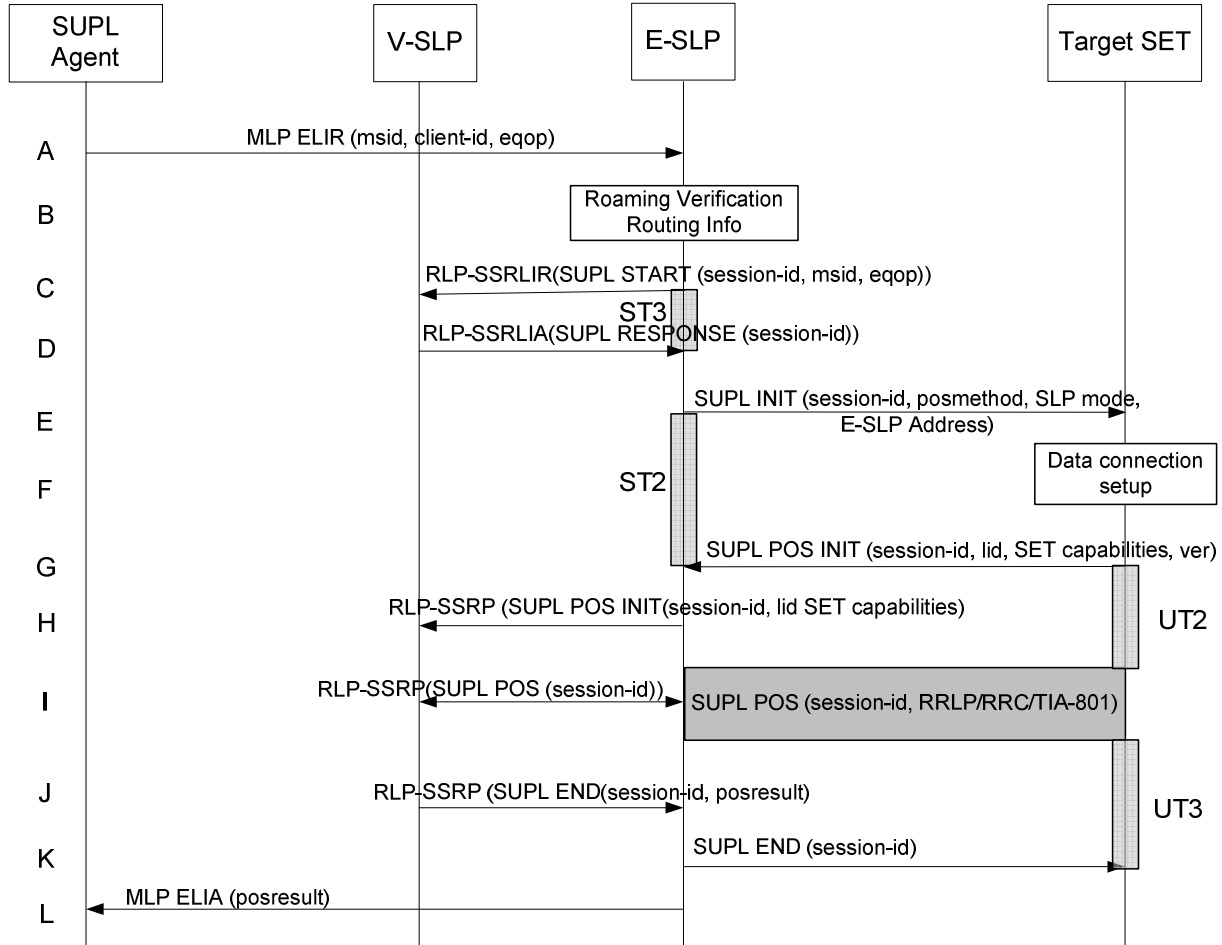 SUPL
Agent
V-SLP
E-SLP
Target SET
A
MLP ELIR (msid, client-id, eqop)
B
Roaming Verification
Routing Info
C
RLP-SSRLIR(SUPL START (session-id, msid, eqop))
ST3
D
RLP-SSRLIA(SUPL RESPONSE (session-id))
E
SUPL INIT (session-id, posmethod, SLP mode,
E-SLP Address)
F
ST2
Data connection
setup
G
SUPL POS INIT (session-id, lid, SET capabilities, ver)
H
RLP-SSRP (SUPL POS INIT(session-id, lid SET capabilities)
UT2
I
RLP-SSRP(SUPL POS (session-id))
SUPL POS (session-id, RRLP/RRC/TIA-801)
J
RLP-SSRP (SUPL END(session-id, posresult)
UT3
K
SUPL END (session-id)
L
MLP ELIA (posresult)